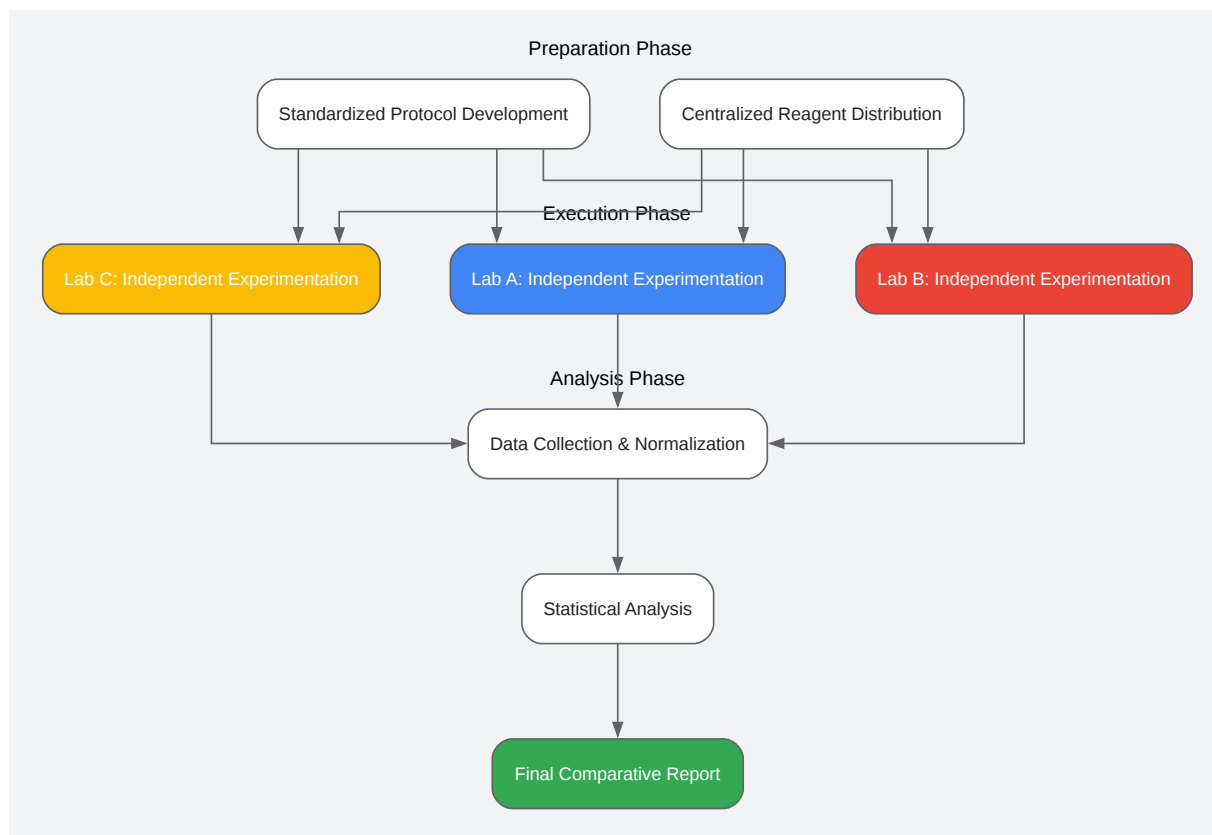 Preparation Phase
Standardized Protocol Development
Centralized Reagent Distribution
Execution Phase
Lab C: Independent Experimentation
Lab A: Independent Experimentation
Lab B: Independent Experimentation
Analysis Phase
Data Collection & Normalization
Statistical Analysis
Final Comparative Report